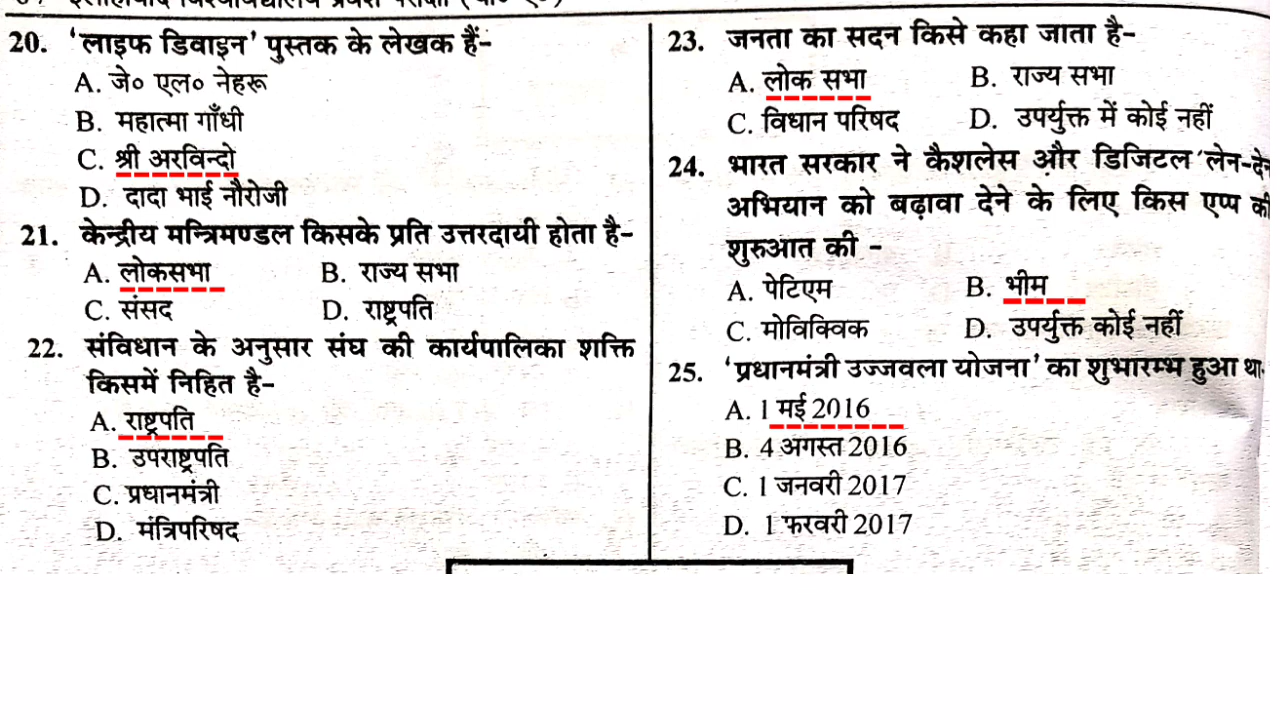 20. 'लाइफ डिवाइन' पुस्तक के लेखक हैं-
A. जे० एल० नेहरू
B. महात्मा गाँधी
C. श्री अरविन्दो
D. दादा भाई नौरोजी
21. केन्द्रीय मन्त्रिमण्डल किसके प्रति उत्तरदायी होता है-
A. लोकसभा B. राज्य सभा
C. संसद D. राष्ट्रपति
22. संविधान के अनुसार संघ की कार्यपालिका शक्ति
किसमें निहित है-
A. राष्ट्रपति
B. उपराष्ट्रपति
C. प्रधानमंत्री
D. मंत्रिपरिषद
23. जनता का सदन किसे कहा जाता है-
A. लोक सभा B. राज्य सभा
C. विधान परिषद D. उपर्युक्त में कोई नहीं
24. भारत सरकार ने कैशलेस और डिजिटल लेन-देन
अभियान को बढ़ावा देने के लिए किस एप्प की
शुरुआत की -
A. पेटिएम B. भीम
C. मोविक्विक D. उपर्युक्त कोई नहीं
25. 'प्रधानमंत्री उज्जवला योजना' का शुभारम्भ हुआ था-
A. 1 मई 2016
B. 4 अगस्त 2016
C. 1 जनवरी 2017
D. 1 फरवरी 2017